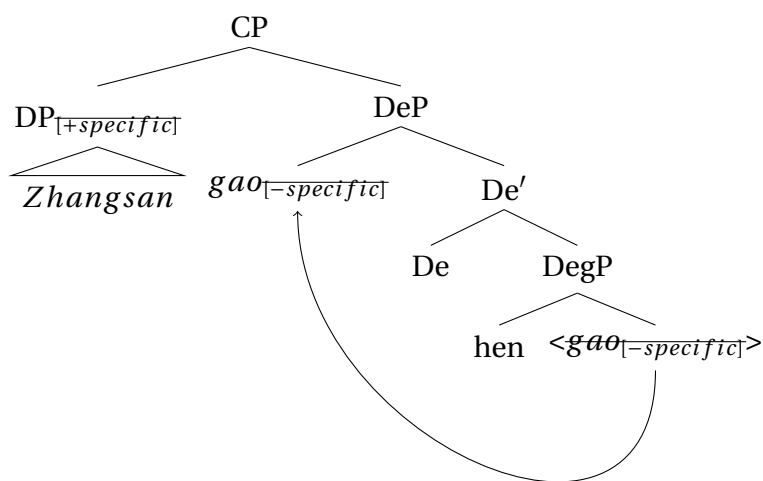 CP
DP[+specific]
DeP
Zhangsan
gao[−specific]
De′
De
DegP
hen
<gao[−specific]>